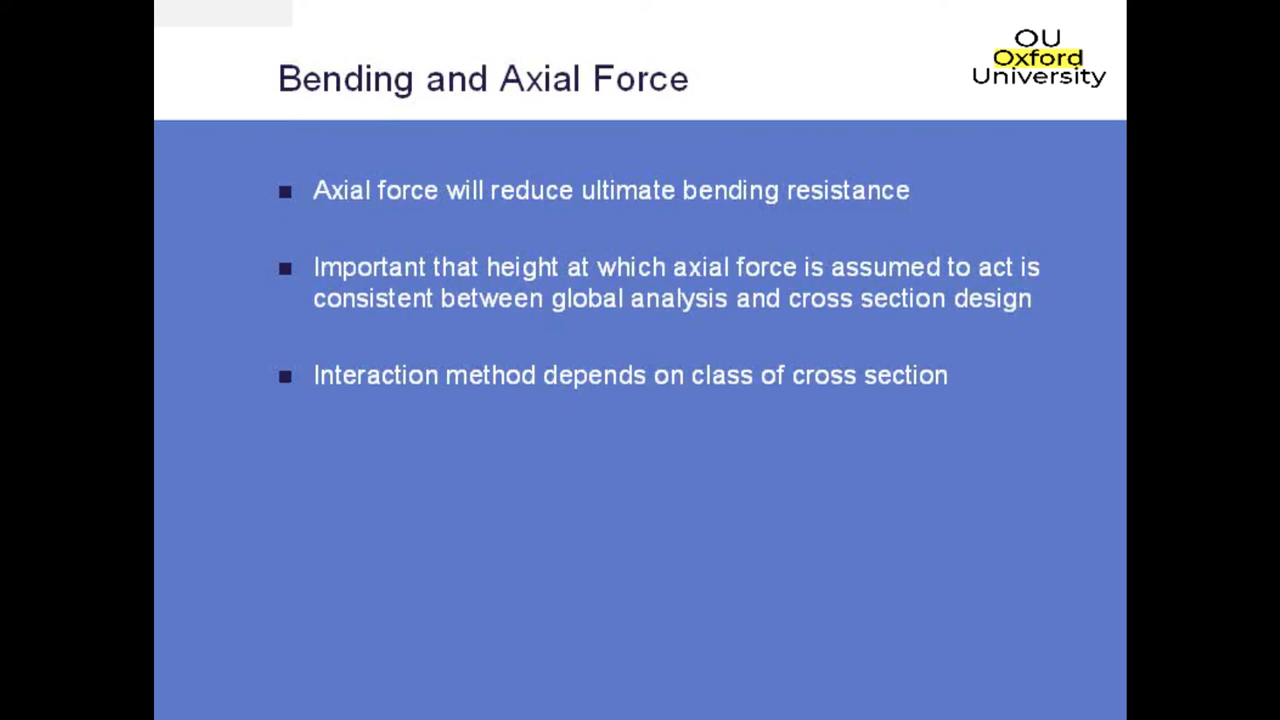 OU
Oxford
University
Bending and Axial Force
Axial force will reduce ultimate bending resistance
Important that height at which axial force is assumed to act is
consistent between global analysis and cross section design
Interaction method depends on class of cross section